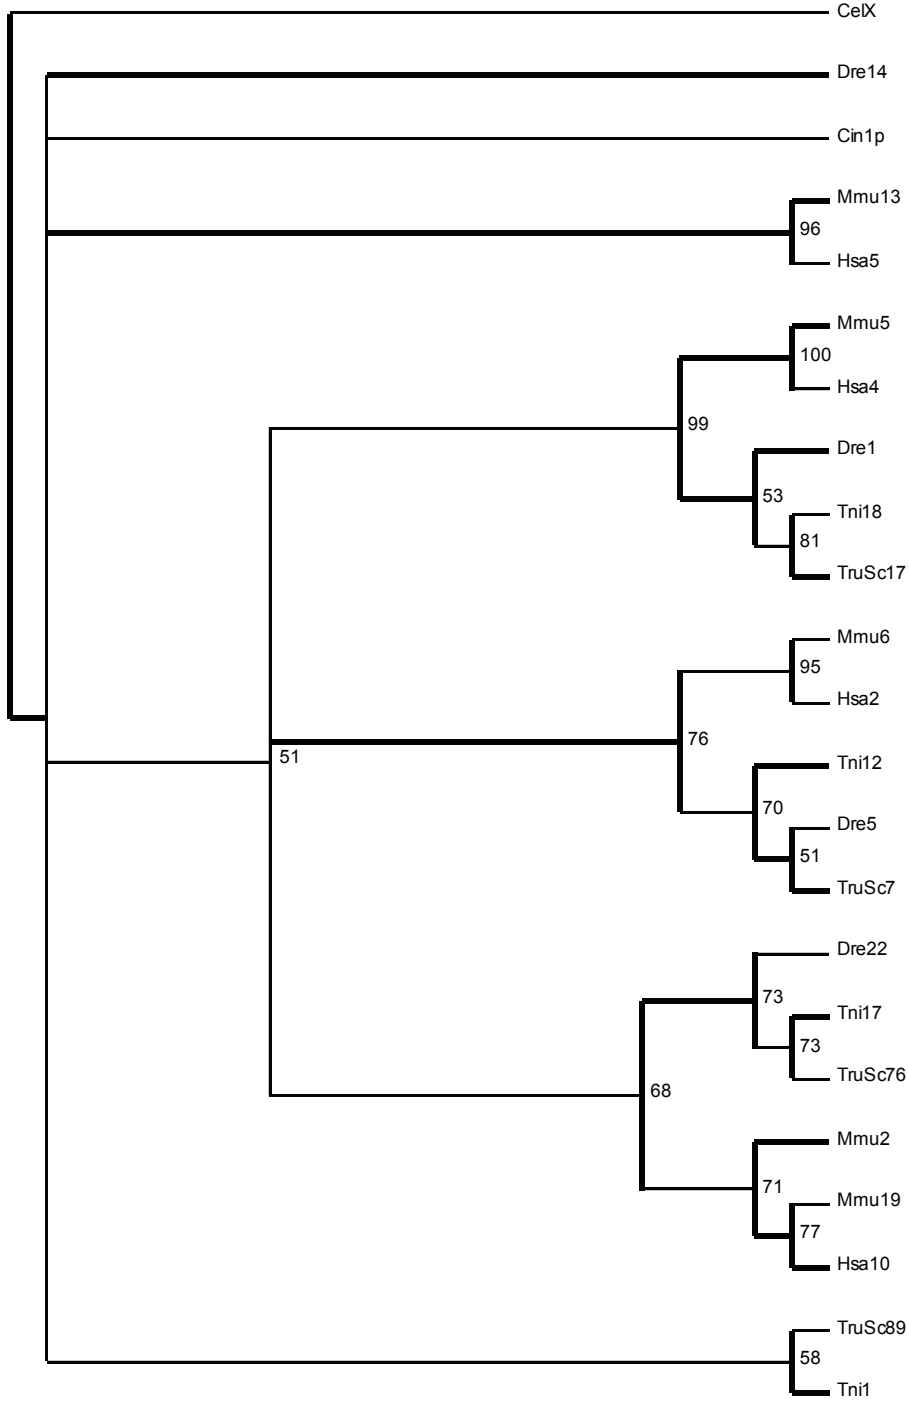 CelX
Dre14
Cin1p
Mmu13
96
Hsa5
Mmu5
100
Hsa4
99
Dre1
53
Tni18
81
TruSc17
Mmu6
95
Hsa2
76
51
Tni12
70
Dre5
51
TruSc7
Dre22
73
Tni17
73
TruSc76
68
Mmu2
71
Mmu19
77
Hsa10
TruSc89
58
Tni1